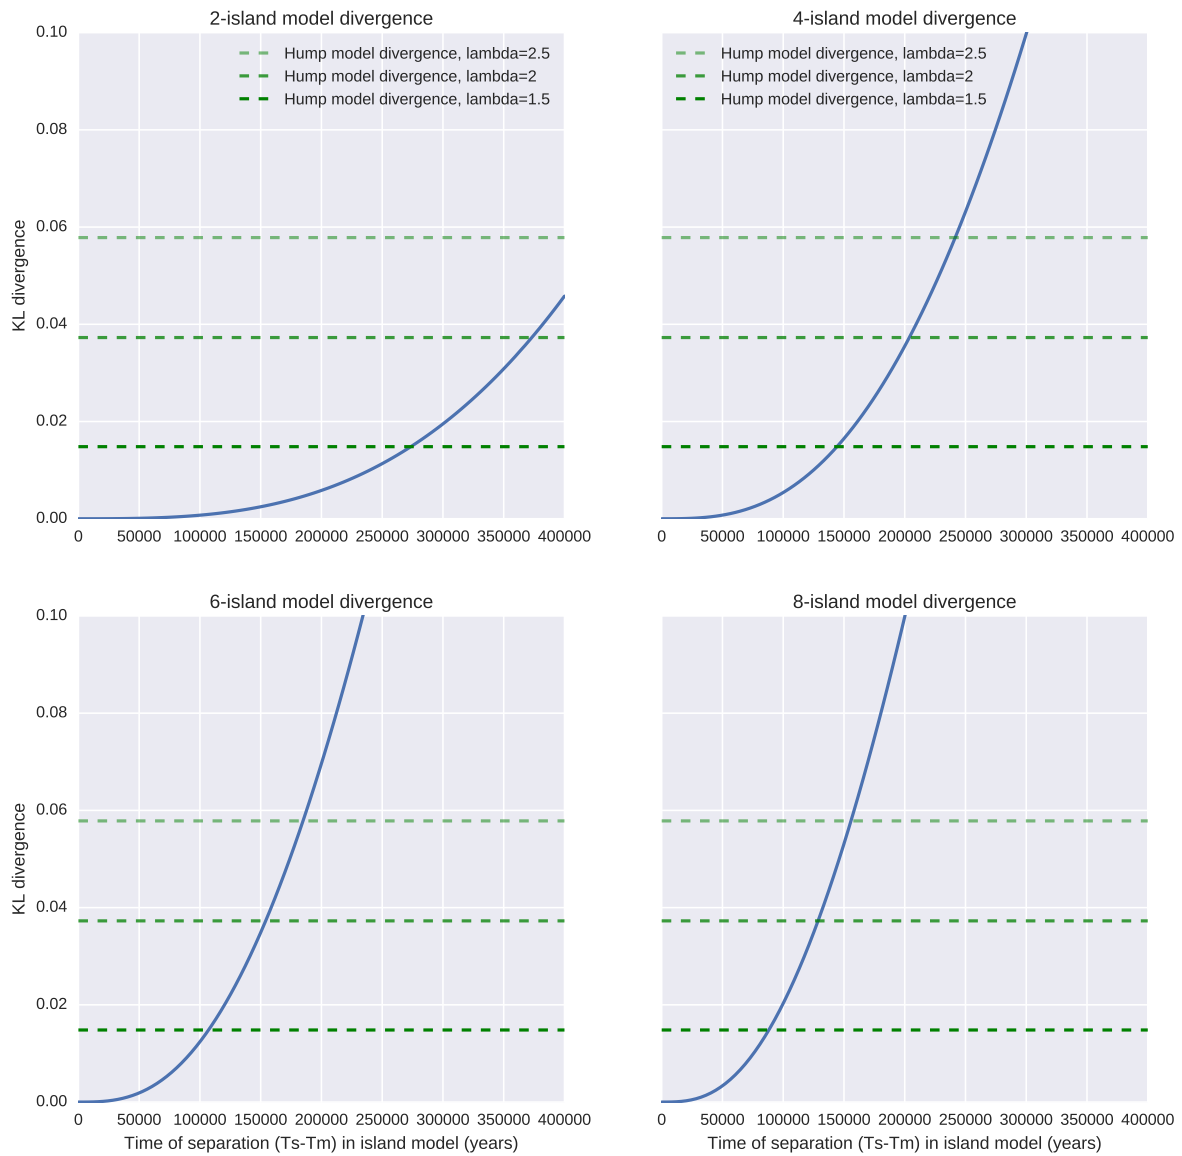 2-island model divergence
0.10
0.08
0.06
0.04
0.02
0.00
KL divergence
Hump model divergence, lambda=2.5
Hump model divergence, lambda=2
Hump model divergence, lambda=1.5
0 50000 100000 150000 200000 250000 300000 350000 400000
4-island model divergence
Hump model divergence, lambda=2.5
Hump model divergence, lambda=2
Hump model divergence, lambda=1.5
0 50000 100000 150000 200000 250000 300000 350000 400000
6-island model divergence
0.10
0.08
0.06
0.04
0.02
0.00
KL divergence
0 50000 100000 150000 200000 250000 300000 350000 400000
Time of separation (Ts-Tm) in island model (years)
8-island model divergence
0 50000 100000 150000 200000 250000 300000 350000 400000
Time of separation (Ts-Tm) in island model (years)